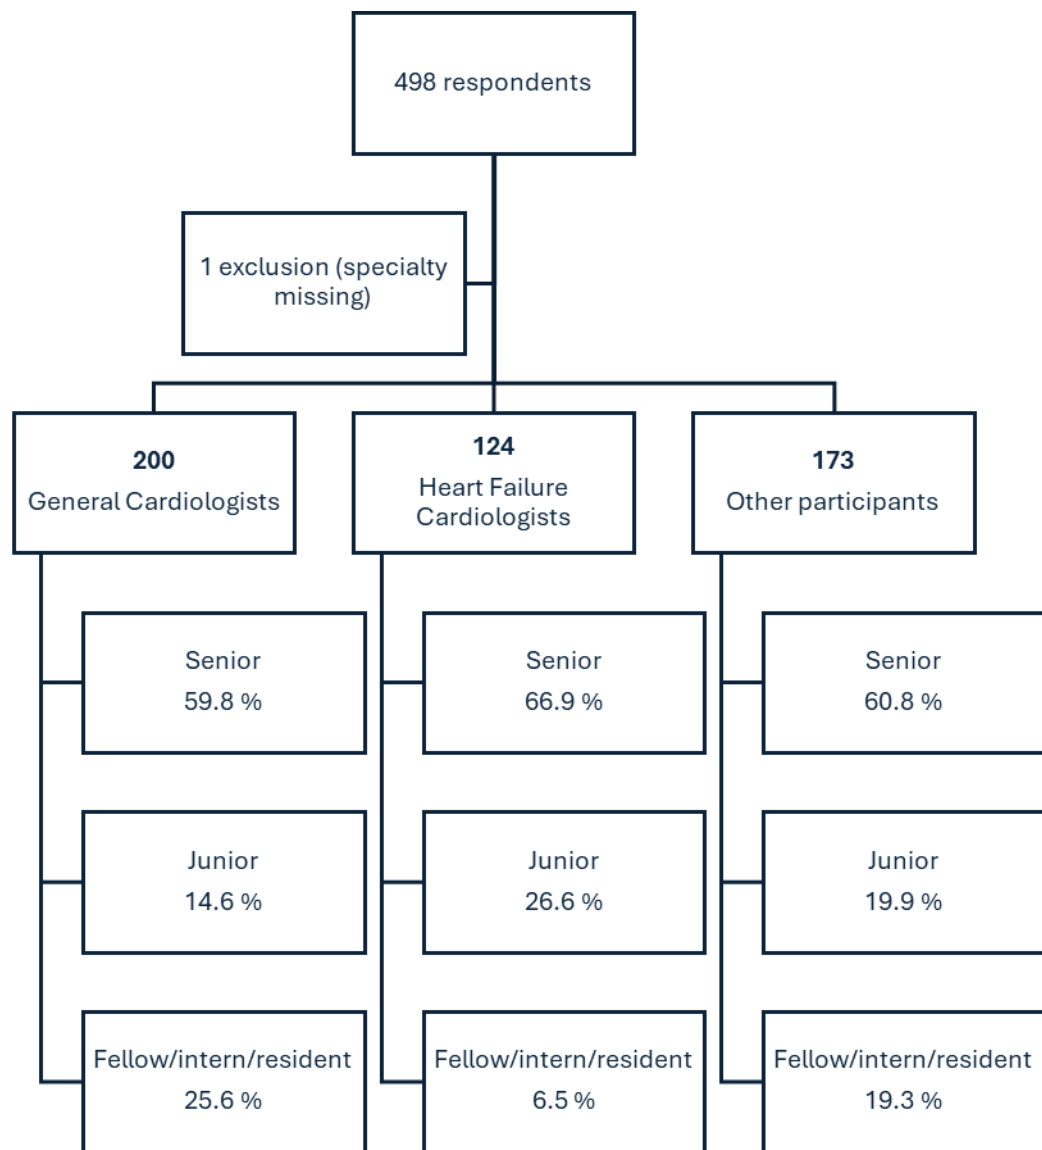 498 respondents
1 exclusion (specialty
missing)
200
General Cardiologists
124
Heart Failure
Cardiologists
173
Other participants
Senior
59.8 %
Senior
66.9 %
Senior
60.8 %
Junior
14.6 %
Junior
26.6 %
Junior
19.9 %
Fellow/intern/resident
25.6 %
Fellow/intern/resident
6.5 %
Fellow/intern/resident
19.3 %